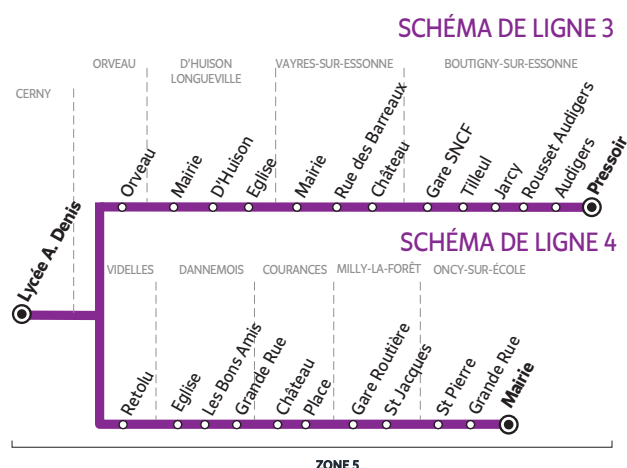 SCHÉMA DE LIGNE 3
CERNY
ORVEAU
D'HUISON
LONGUEVILLE
VAYRES-SUR-ESSONNE
BOUTIGNY-SUR-ESSONNE
Lycée A. Denis
Orveau
Mairie
D'Huison
Eglise
Mairie
Rue des Barreaux
Château
Gare SNCF
Tilleul
Jarcy
Rousset Audigers
Audigers
Pressoir
SCHÉMA DE LIGNE 4
VIDELLES
DANNEMOIS
COURANCES
MILLY-LA-FORÊT
ONCY-SUR-ÉCOLE
Retolu
Eglise
Les Bons Amis
Grande Rue
Château
Place
Gare Routière
St Jacques
St Pierre
Grande Rue
Mairie
ZONE 5